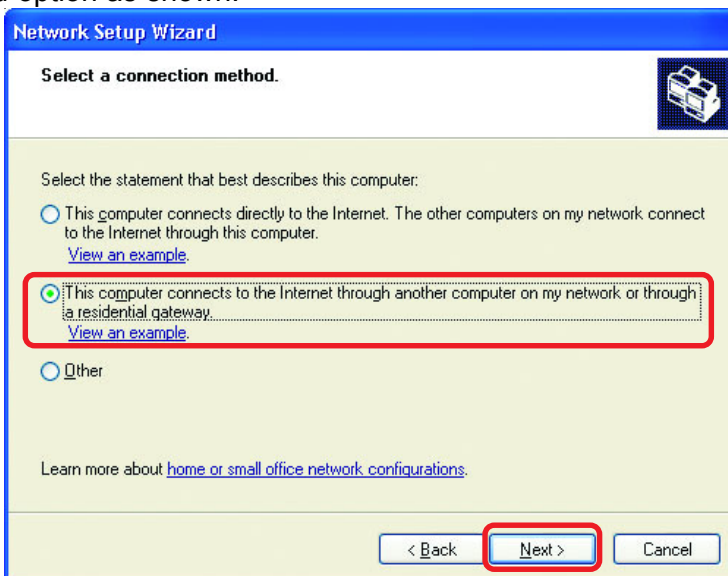 option as shown.
Network Setup Wizard
Select a connection method.
Select the statement that best describes this computer:
This computer connects directly to the Internet. The other computers on my network connect
to the Internet through this computer.
View an example.
This computer connects to the Internet through another computer on my network or through
a residential gateway.
View an example.
Other
Learn more about home or small office network configurations.
< Back Next > Cancel